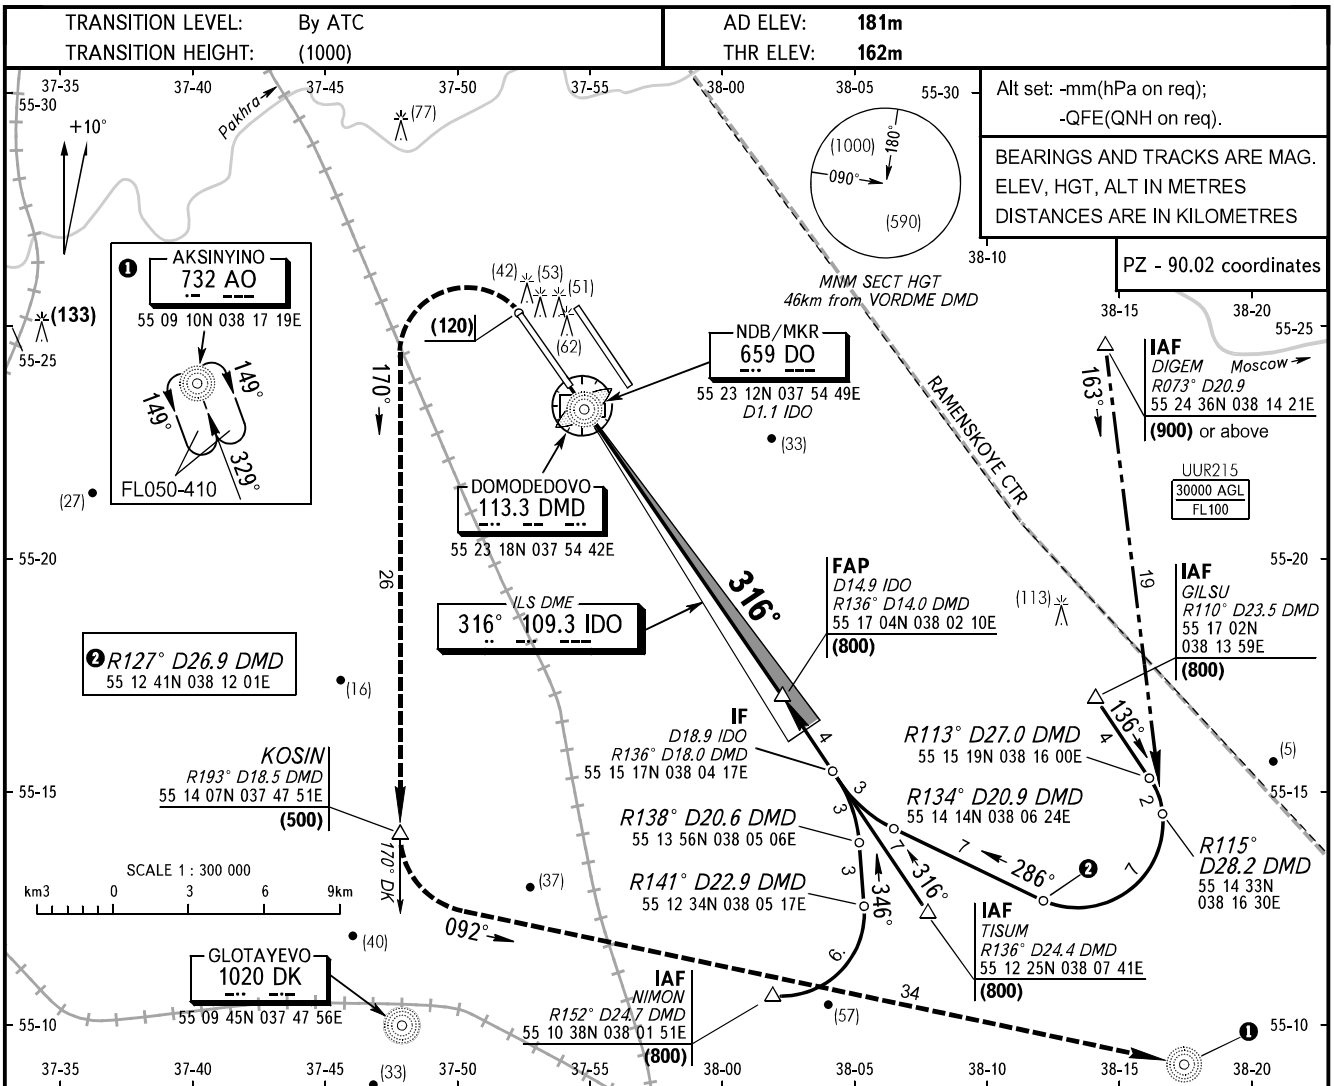 TRANSITION LEVEL: By ATC
TRANSITION HEIGHT: (1000)
AD ELEV: 181m
THR ELEV: 162m
37-35 37-40 37-45 37-50 37-55 38-00 38-05
55-30
55-30
Alt set: -mm(hPa on req);
-QFE(QNH on req).
BEARINGS AND TRACKS ARE MAG.
ELEV, HGT, ALT IN METRES
DISTANCES ARE IN KILOMETRES
PZ - 90.02 coordinates
38-10
38-15
38-20
+10°
Pakhra
(77)
(1000)
180°
090°
(590)
MNM SECT HGT
46km from VORDME DMD
❶
AKSINYINO
732 AO
55 09 10N 038 17 19E
149°
149°
329°
FL050-410
(133)
55-25
55-25
(42)
(53)
(51)
(62)
(120)
NDB/MKR
659 DO
55 23 12N 037 54 49E
D1.1 IDO
(33)
RAMENSKOYE CTR
Moscow
IAF
DIGEM
R073° D20.9
55 24 36N 038 14 21E
(900) or above
163°
170°
(27)
DOMODEDOVO
113.3 DMD
55 23 18N 037 54 42E
UUR215
30000 AGL
FL100
55-20
55-20
26
316°
ILS DME
316° 109.3 IDO
FAP
D14.9 IDO
R136° D14.0 DMD
55 17 04N 038 02 10E
(800)
(113)
19
IAF
GILSU
R110° D23.5 DMD
55 17 02N
038 13 59E
(800)
❷ R127° D26.9 DMD
55 12 41N 038 12 01E
(16)
IF
D18.9 IDO
R136° D18.0 DMD
55 15 17N 038 04 17E
4
136°
4
R113° D27.0 DMD
55 15 19N 038 16 00E
(5)
KOSIN
R193° D18.5 DMD
55 14 07N 037 47 51E
(500)
55-15
55-15
3
3
2
R138° D20.6 DMD
55 13 56N 038 05 06E
R134° D20.9 DMD
55 14 14N 038 06 24E
R115°
D28.2 DMD
55 14 33N
038 16 30E
SCALE 1 : 300 000
km3 0 3 6 9km
170° DK
(37)
R141° D22.9 DMD
55 12 34N 038 05 17E
3
346°
7
316°
7
286°
❷
7
IAF
TISUM
R136° D24.4 DMD
55 12 25N 038 07 41E
(800)
092°
(40)
6
GLOTAYEVO
1020 DK
55 09 45N 037 47 56E
IAF
NIMON
R152° D24.7 DMD
55 10 38N 038 01 51E
(800)
(57)
34
❶
55-10
55-10
37-35 37-40 37-45 37-50 37-55 38-00 38-05 38-10 38-15 38-20
(33)